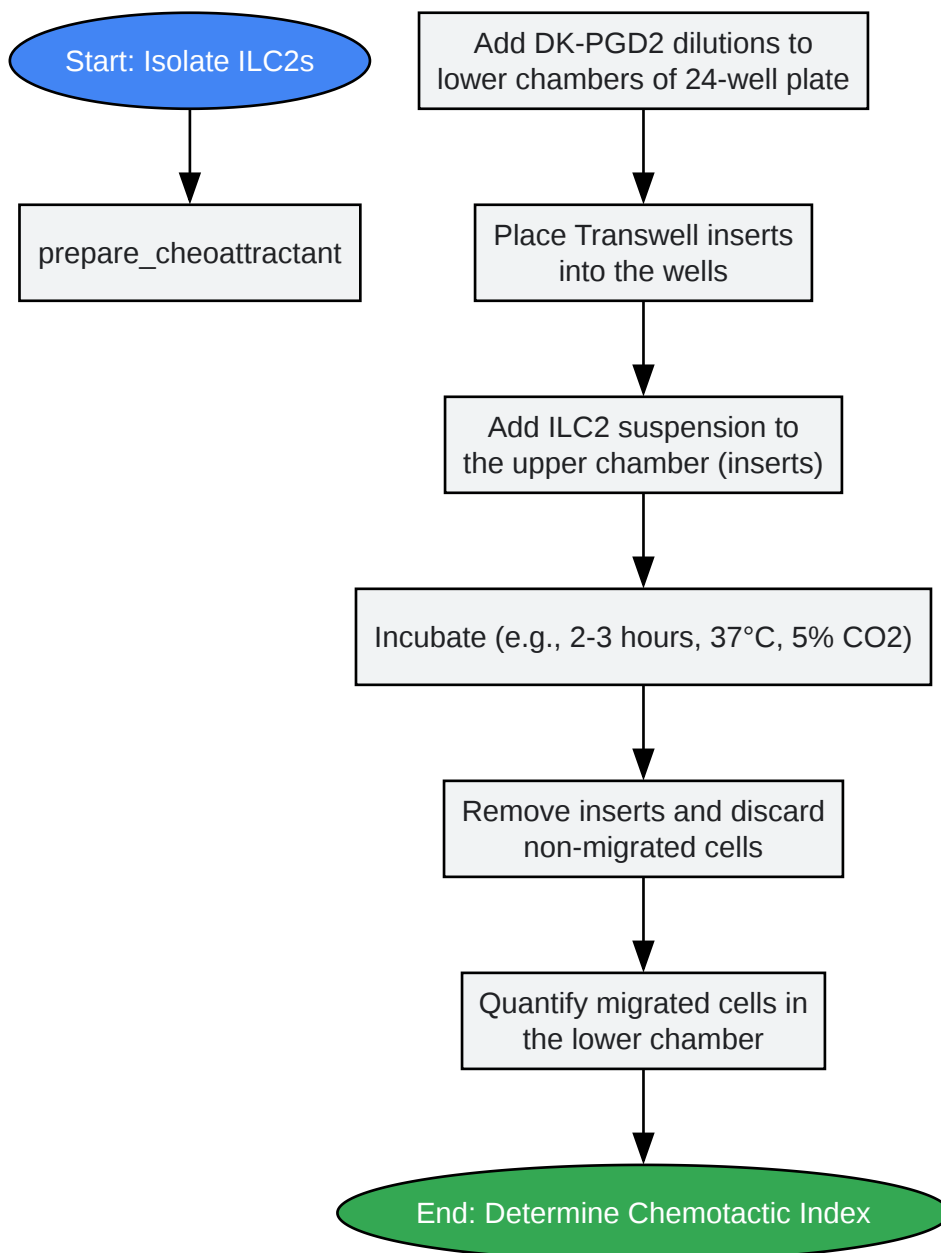 Start: Isolate ILC2s
prepare_cheoattractant
Add DK-PGD2 dilutions to
lower chambers of 24-well plate
Place Transwell inserts
into the wells
Add ILC2 suspension to
the upper chamber (inserts)
Incubate (e.g., 2-3 hours, 37°C, 5% CO2)
Remove inserts and discard
non-migrated cells
Quantify migrated cells in
the lower chamber
End: Determine Chemotactic Index